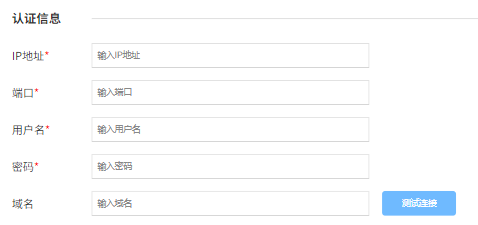 认证信息
IP地址* 输入IP地址
端口* 输入端口
用户名* 输入用户名
密码* 输入密码
域名 输入域名 测试连接